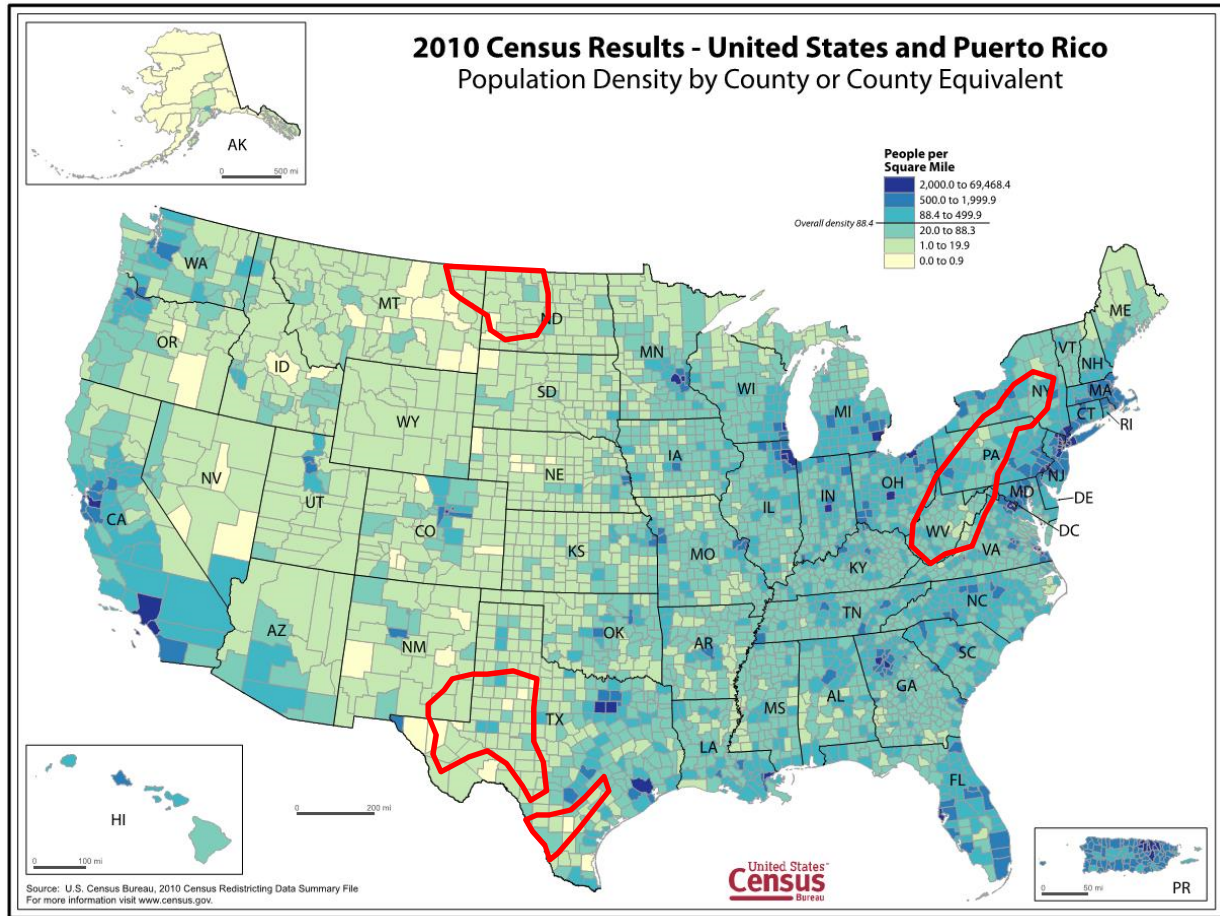 2010 Census Results - United States and Puerto Rico
Population Density by County or County Equivalent
AK
0 500 mi
People per
Square Mile
2,000.0 to 69,468.4
500.0 to 1,999.9
88.4 to 499.9
Overall density 88.4
20.0 to 88.3
1.0 to 19.9
0.0 to 0.9
WA
MT
ND
MN
ME
VT
NH
OR
ID
SD
WI
MI
NY
MA
CT
RI
WY
NV
UT
NE
IA
PA
NJ
CA
CO
IL
IN
OH
MD
DE
DC
KS
MO
WV
VA
KY
AZ
NM
OK
AR
TN
NC
SC
TX
LA
MS
AL
GA
FL
HI
0 100 mi
0 200 mi
0 50 mi
PR
United States™
Census
Bureau
Source: U.S. Census Bureau, 2010 Census Redistricting Data Summary File
For more information visit www.census.gov.